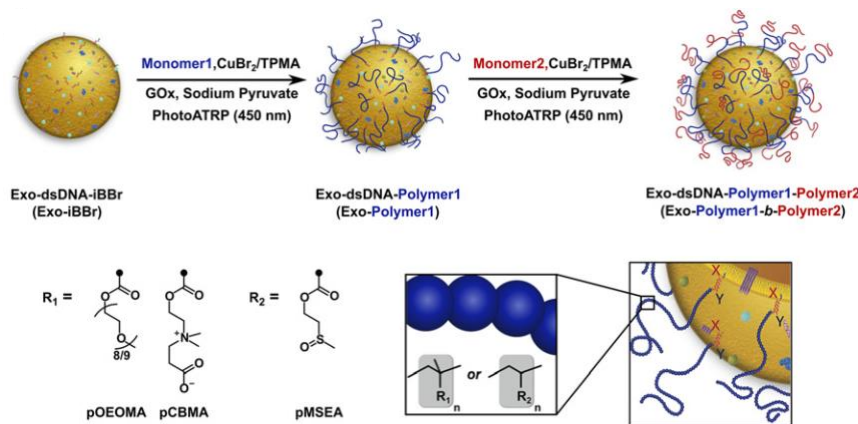 Monomer1,CuBr₂/TPMA
GOx, Sodium Pyruvate
PhotoATRP (450 nm)
Monomer2,CuBr₂/TPMA
GOx, Sodium Pyruvate
PhotoATRP (450 nm)
Exo-dsDNA-iBBr
(Exo-iBBr)
Exo-dsDNA-Polymer1
(Exo-Polymer1)
Exo-dsDNA-Polymer1-Polymer2
(Exo-Polymer1-b-Polymer2)
R₁ =
O
O
O
8/9
pOEOMA
O
O
N⁺
O
O⁻
pCBMA
R₂ =
O
O
O
S
pMSEA
R₁
n
or
R₂
n
X
Y
X
Y
X
Y